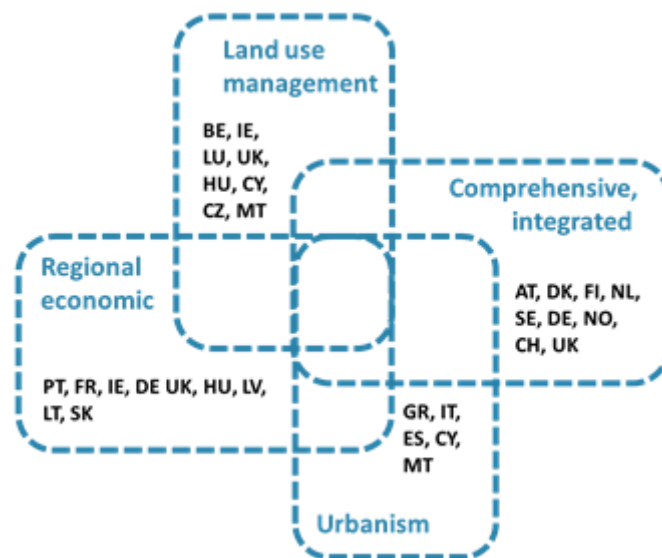 Land use
management
BE, IE,
LU, UK,
HU, CY,
CZ, MT
Comprehensive,
integrated
AT, DK, FI, NL,
SE, DE, NO,
CH, UK
Regional
economic
PT, FR, IE, DE UK, HU, LV,
LT, SK
GR, IT,
ES, CY,
MT
Urbanism